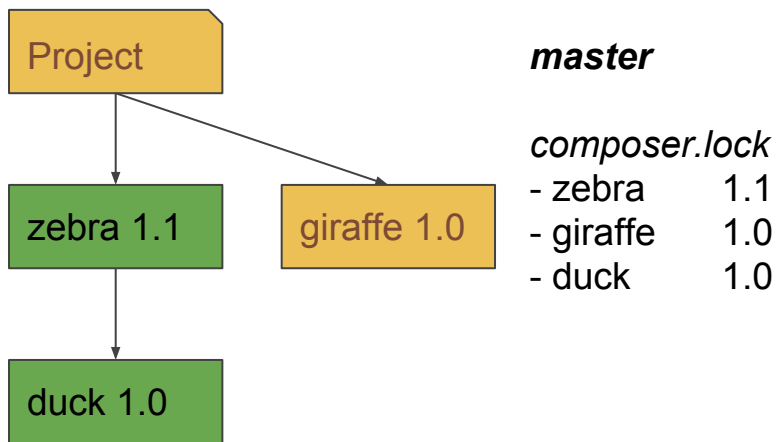 Project
zebra 1.1
giraffe 1.0
duck 1.0
master
composer.lock
- zebra 1.1
- giraffe 1.0
- duck 1.0